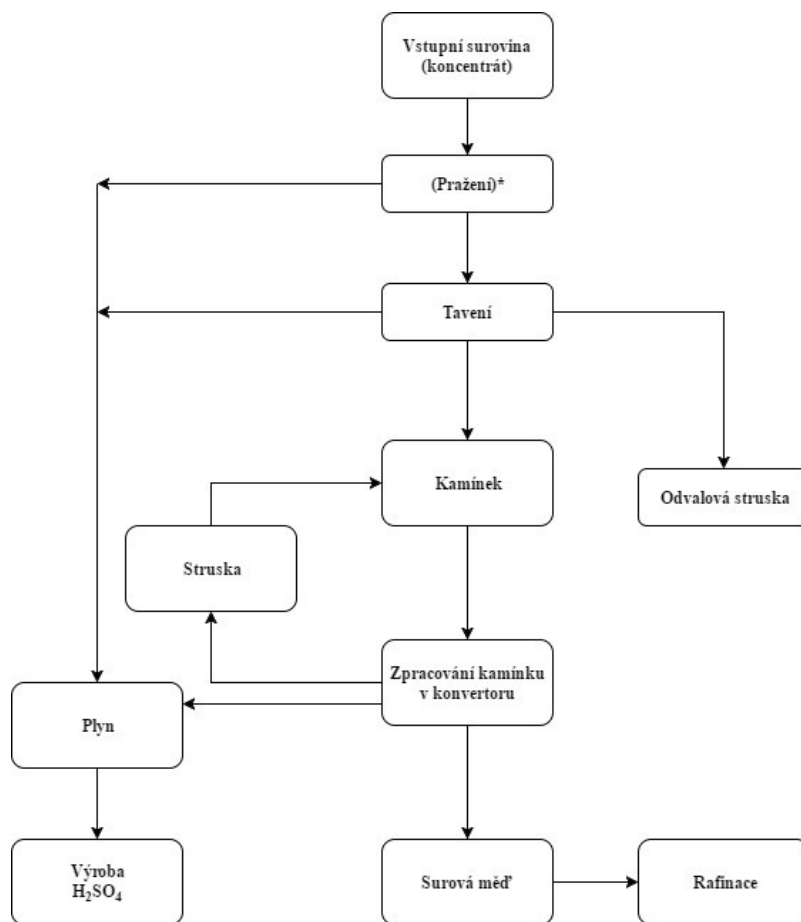 Vstupní surovina
(koncentrát)
(Pražení)*
Tavení
Kamínek
Odvalová struska
Struska
Zpracování kamínku
v konvertoru
Plyn
Výroba
H₂SO₄
Surová měď
Rafinace